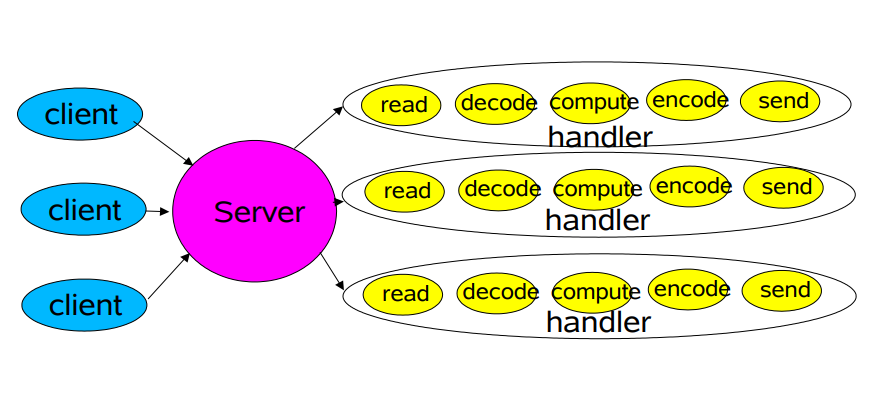 client
client
client
Server
read decode compute encode send
handler
read decode compute encode send
handler
read decode compute encode send
handler